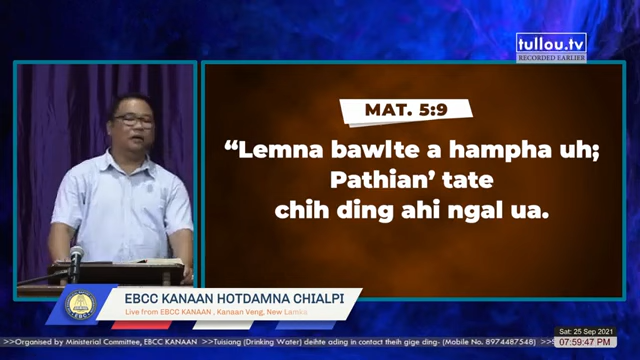 tullou.tv
RECORDED EARLIER
MAT. 5:9
“Lemna bawlte a hampha uh;
Pathian’ tate
chih ding ahi ngal ua.
EBCC KANAAN HOTDAMNA CHIALPI
Live from EBCC KANAAN , Kanaan Veng, New Lamka
Sat: 25 Sep 2021
>>Organised by Ministerial Committee, EBCC KANAAN >>Tuisiang (Drinking Water) deihte ading in contact theih gige ding- (Mobile No. 8974487548) >>Thu
07:59:47 PM